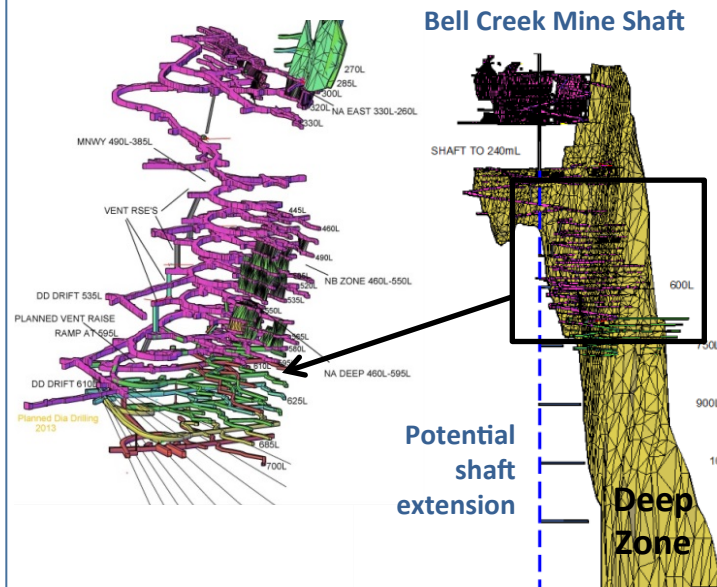 Bell Creek Mine Shaft
270L
285L
300L
320L
NA EAST 330L-260L
330L
MNWY 490L-385L
SHAFT TO 240mL
VENT RSE'S
445L
460L
490L
NB ZONE 460L-550L
520L
DD DRIFT 535L
535L
550L
600L
PLANNED VENT RAISE
RAMP AT 595L
NA DEEP 460L-595L
610L
DD DRIFT 610
625L
Planned Dia Drilling
2013
685L
700L
900L
Potential
shaft
extension
Deep
Zone